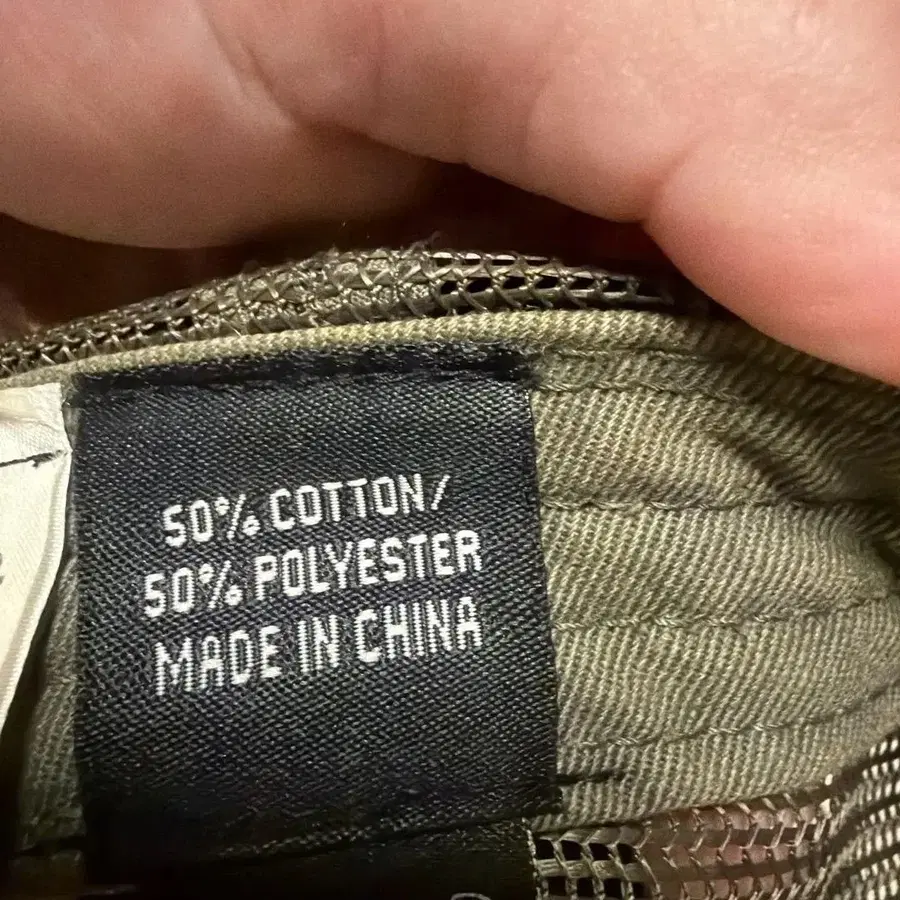 50% COTTON/
50% POLYESTER
MADE IN CHINA